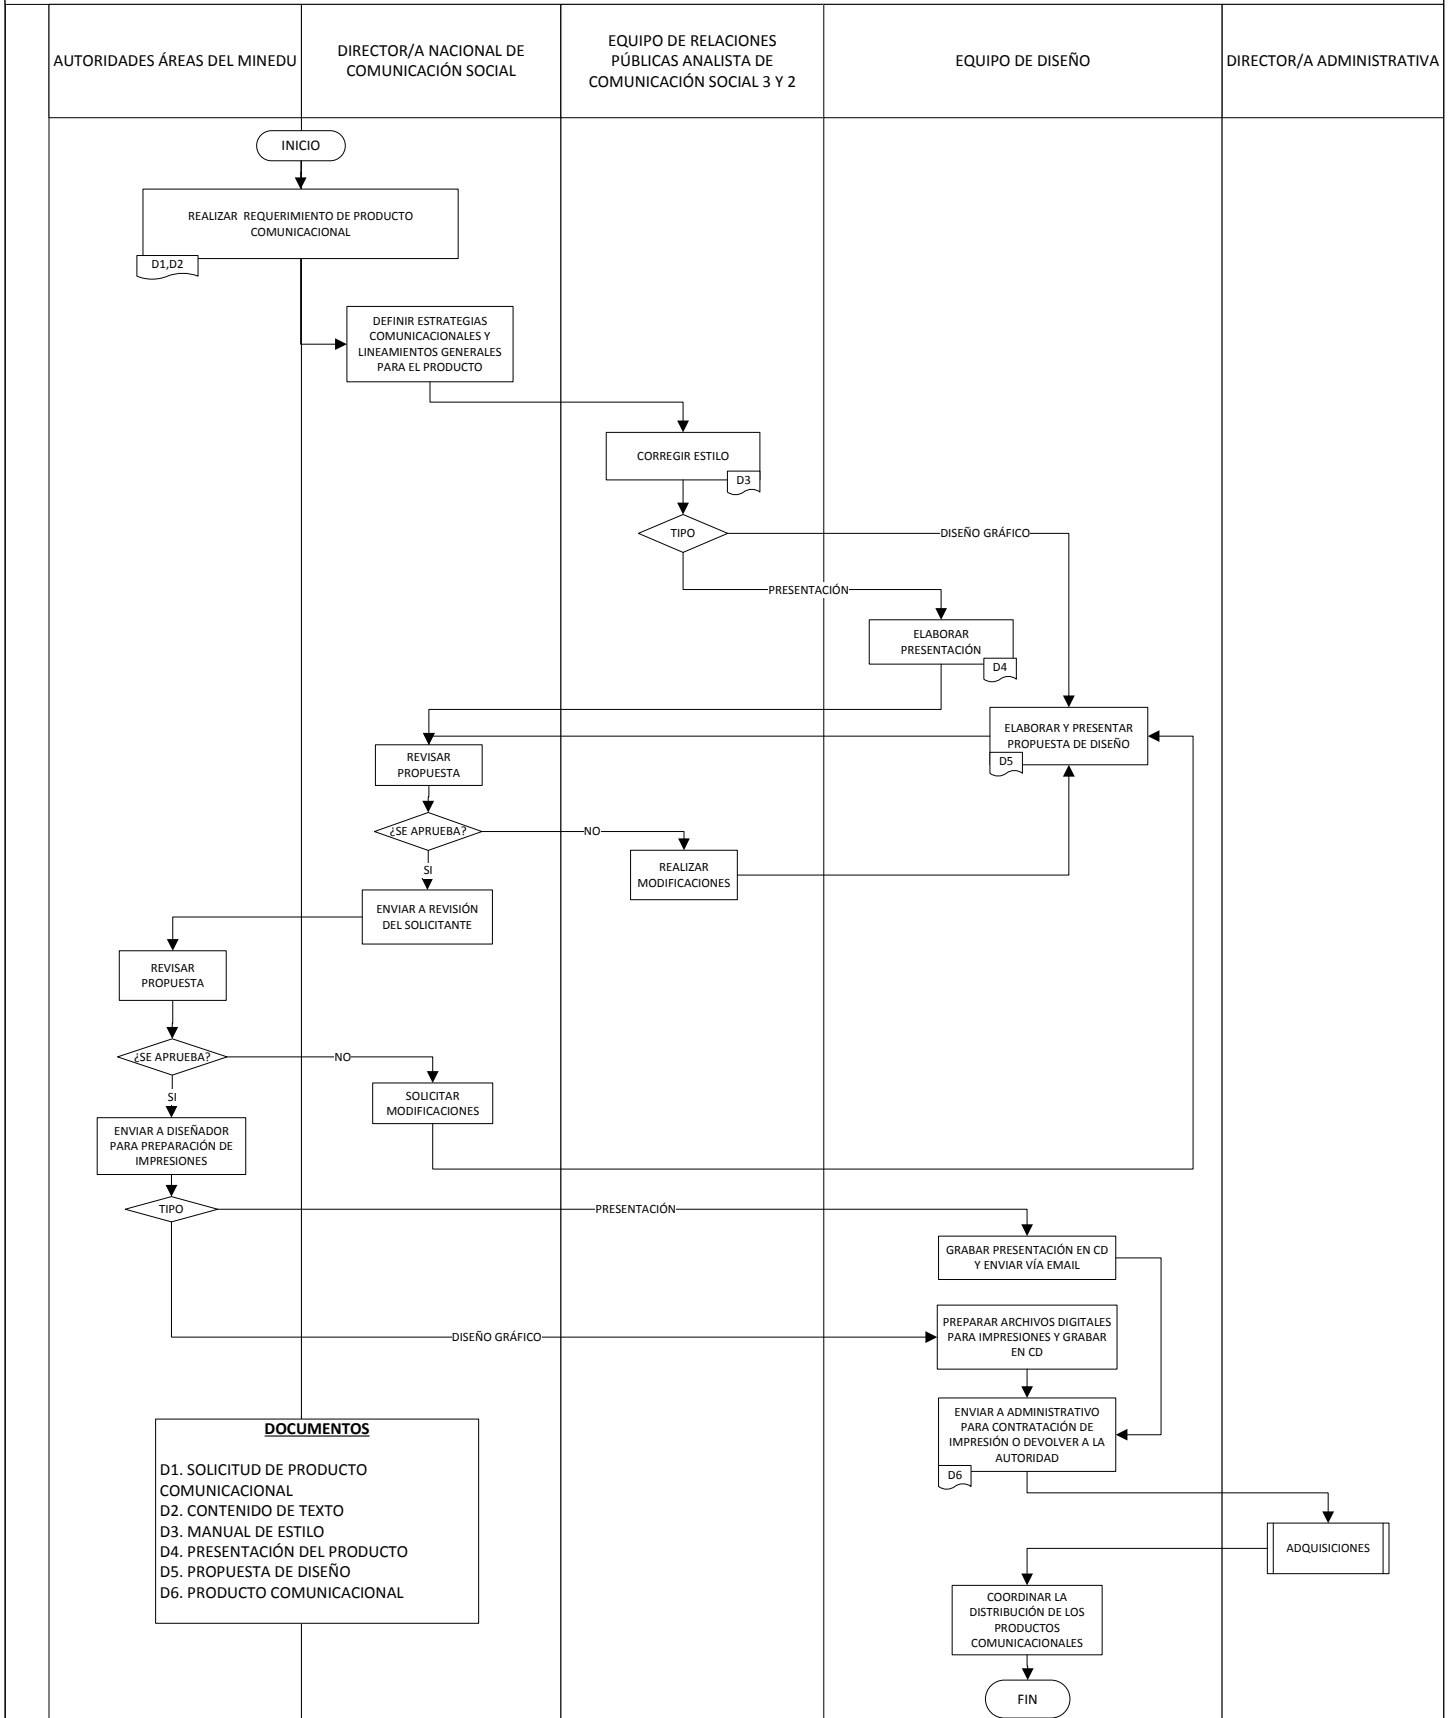 AUTORIDADES ÁREAS DEL MINEDU
DIRECTOR/A NACIONAL DE
COMUNICACIÓN SOCIAL
EQUIPO DE RELACIONES
PÚBLICAS ANALISTA DE
COMUNICACIÓN SOCIAL 3 Y 2
EQUIPO DE DISEÑO
DIRECTOR/A ADMINISTRATIVA
INICIO
REALIZAR REQUERIMIENTO DE PRODUCTO
COMUNICACIONAL
D1,D2
DEFINIR ESTRATEGIAS
COMUNICACIONALES Y
LINEAMIENTOS GENERALES
PARA EL PRODUCTO
CORREGIR ESTILO
D3
TIPO
DISEÑO GRÁFICO
PRESENTACIÓN
ELABORAR
PRESENTACIÓN
D4
ELABORAR Y PRESENTAR
PROPUESTA DE DISEÑO
D5
REVISAR
PROPUESTA
¿SE APRUEBA?
NO
SI
REALIZAR
MODIFICACIONES
ENVIAR A REVISIÓN
DEL SOLICITANTE
REVISAR
PROPUESTA
¿SE APRUEBA?
NO
SI
SOLICITAR
MODIFICACIONES
ENVIAR A DISEÑADOR
PARA PREPARACIÓN DE
IMPRESIONES
TIPO
PRESENTACIÓN
GRABAR PRESENTACIÓN EN CD
Y ENVIAR VÍA EMAIL
DISEÑO GRÁFICO
PREPARAR ARCHIVOS DIGITALES
PARA IMPRESIONES Y GRABAR
EN CD
ENVIAR A ADMINISTRATIVO
PARA CONTRATACIÓN DE
IMPRESIÓN O DEVOLVER A LA
AUTORIDAD
D6
DOCUMENTOS
D1. SOLICITUD DE PRODUCTO
COMUNICACIONAL
D2. CONTENIDO DE TEXTO
D3. MANUAL DE ESTILO
D4. PRESENTACIÓN DEL PRODUCTO
D5. PROPUESTA DE DISEÑO
D6. PRODUCTO COMUNICACIONAL
ADQUISICIONES
COORDINAR LA
DISTRIBUCIÓN DE LOS
PRODUCTOS
COMUNICACIONALES
FIN